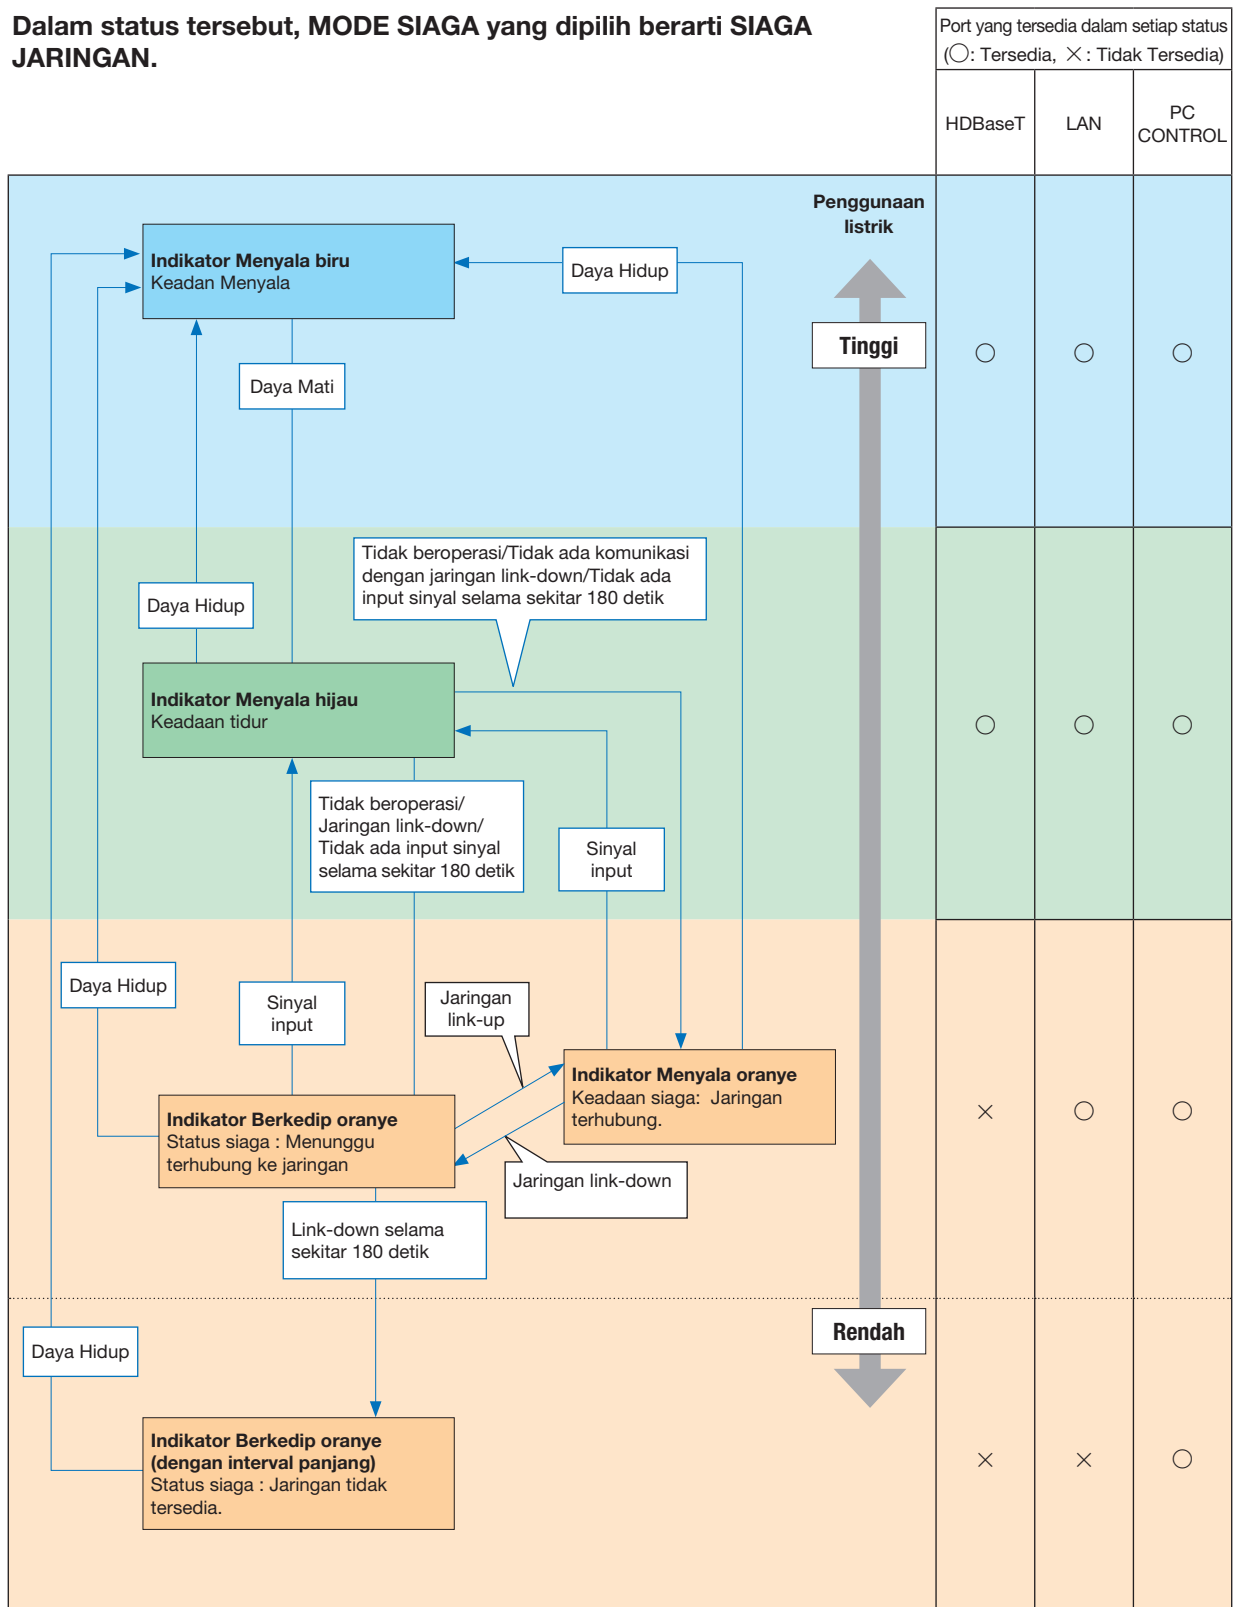 Dalam status tersebut, MODE SIAGA yang dipilih berarti SIAGA
JARINGAN.
Port yang tersedia dalam setiap status
(○: Tersedia, ×: Tidak Tersedia)
HDBaseT
LAN
PC
CONTROL
Penggunaan
listrik
Indikator Menyala biru
Keadan Menyala
Daya Hidup
Tinggi
○
○
○
Daya Mati
Tidak beroperasi/Tidak ada komunikasi
dengan jaringan link-down/Tidak ada
input sinyal selama sekitar 180 detik
Daya Hidup
Indikator Menyala hijau
Keadaan tidur
○
○
○
Tidak beroperasi/
Jaringan link-down/
Tidak ada input sinyal
selama sekitar 180 detik
Sinyal
input
Daya Hidup
Sinyal
input
Jaringan
link-up
Indikator Menyala oranye
Keadaan siaga: Jaringan
terhubung.
Indikator Berkedip oranye
Status siaga : Menunggu
terhubung ke jaringan
×
○
○
Jaringan link-down
Link-down selama
sekitar 180 detik
Rendah
Daya Hidup
Indikator Berkedip oranye
(dengan interval panjang)
Status siaga : Jaringan tidak
tersedia.
×
×
○